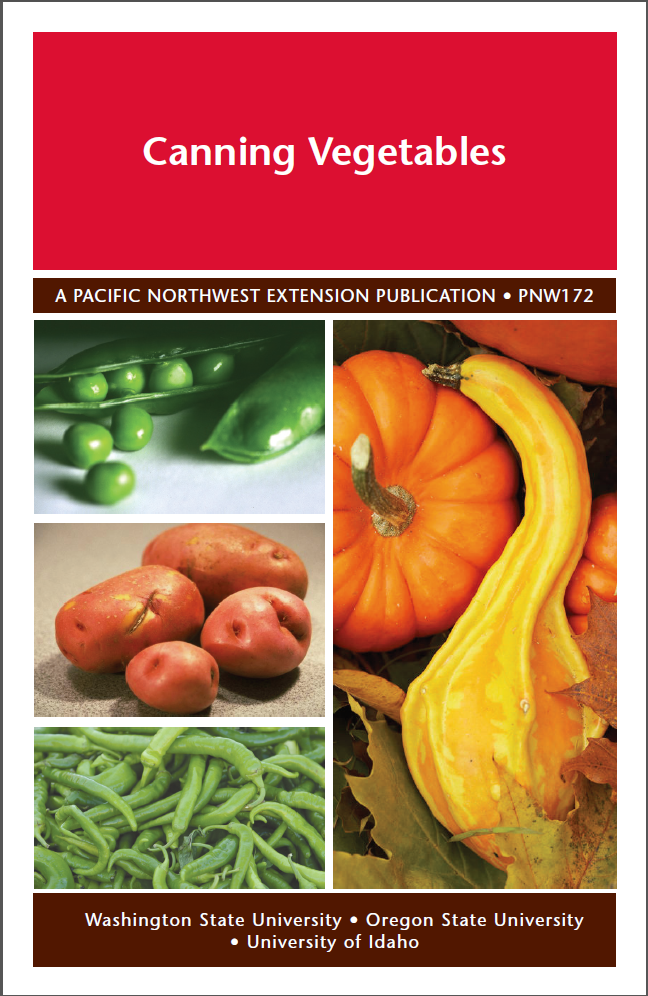 Canning Vegetables
A PACIFIC NORTHWEST EXTENSION PUBLICATION • PNW172
Washington State University • Oregon State University
• University of Idaho